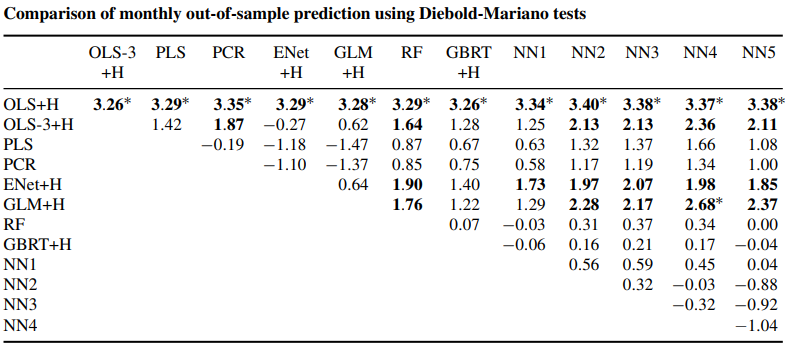 Comparison of monthly out-of-sample prediction using Diebold-Mariano tests
OLS-3 PLS PCR ENet GLM RF GBRT NN1 NN2 NN3 NN4 NN5
+H +H +H +H
OLS+H 3.26* 3.29* 3.35* 3.29* 3.28* 3.29* 3.26* 3.34* 3.40* 3.38* 3.37* 3.38*
OLS-3+H 1.42 1.87 −0.27 0.62 1.64 1.28 1.25 2.13 2.13 2.36 2.11
PLS −0.19 −1.18 −1.47 0.87 0.67 0.63 1.32 1.37 1.66 1.08
PCR −1.10 −1.37 0.85 0.75 0.58 1.17 1.19 1.34 1.00
ENet+H 0.64 1.90 1.40 1.73 1.97 2.07 1.98 1.85
GLM+H 1.76 1.22 1.29 2.28 2.17 2.68* 2.37
RF 0.07 −0.03 0.31 0.37 0.34 0.00
GBRT+H −0.06 0.16 0.21 0.17 −0.04
NN1 0.56 0.59 0.45 0.04
NN2 0.32 −0.03 −0.88
NN3 −0.32 −0.92
NN4 −1.04